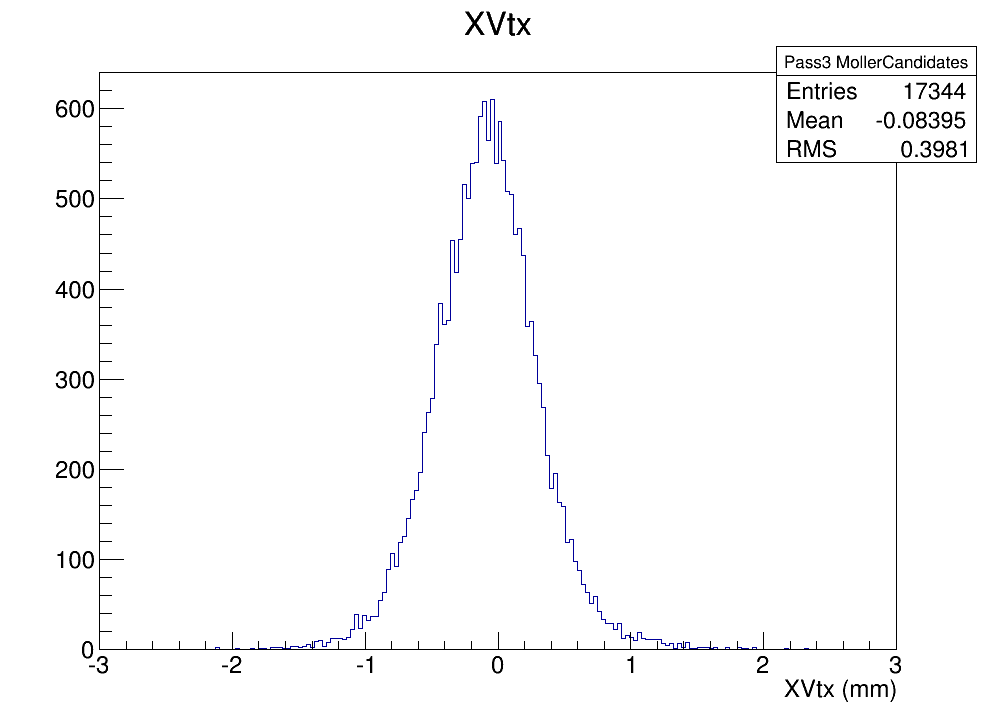 XVtx
Pass3 MollerCandidates
Entries 17344
Mean -0.08395
RMS 0.3981
600
500
400
300
200
100
0
-3 -2 -1 0 1 2 3
XVtx (mm)